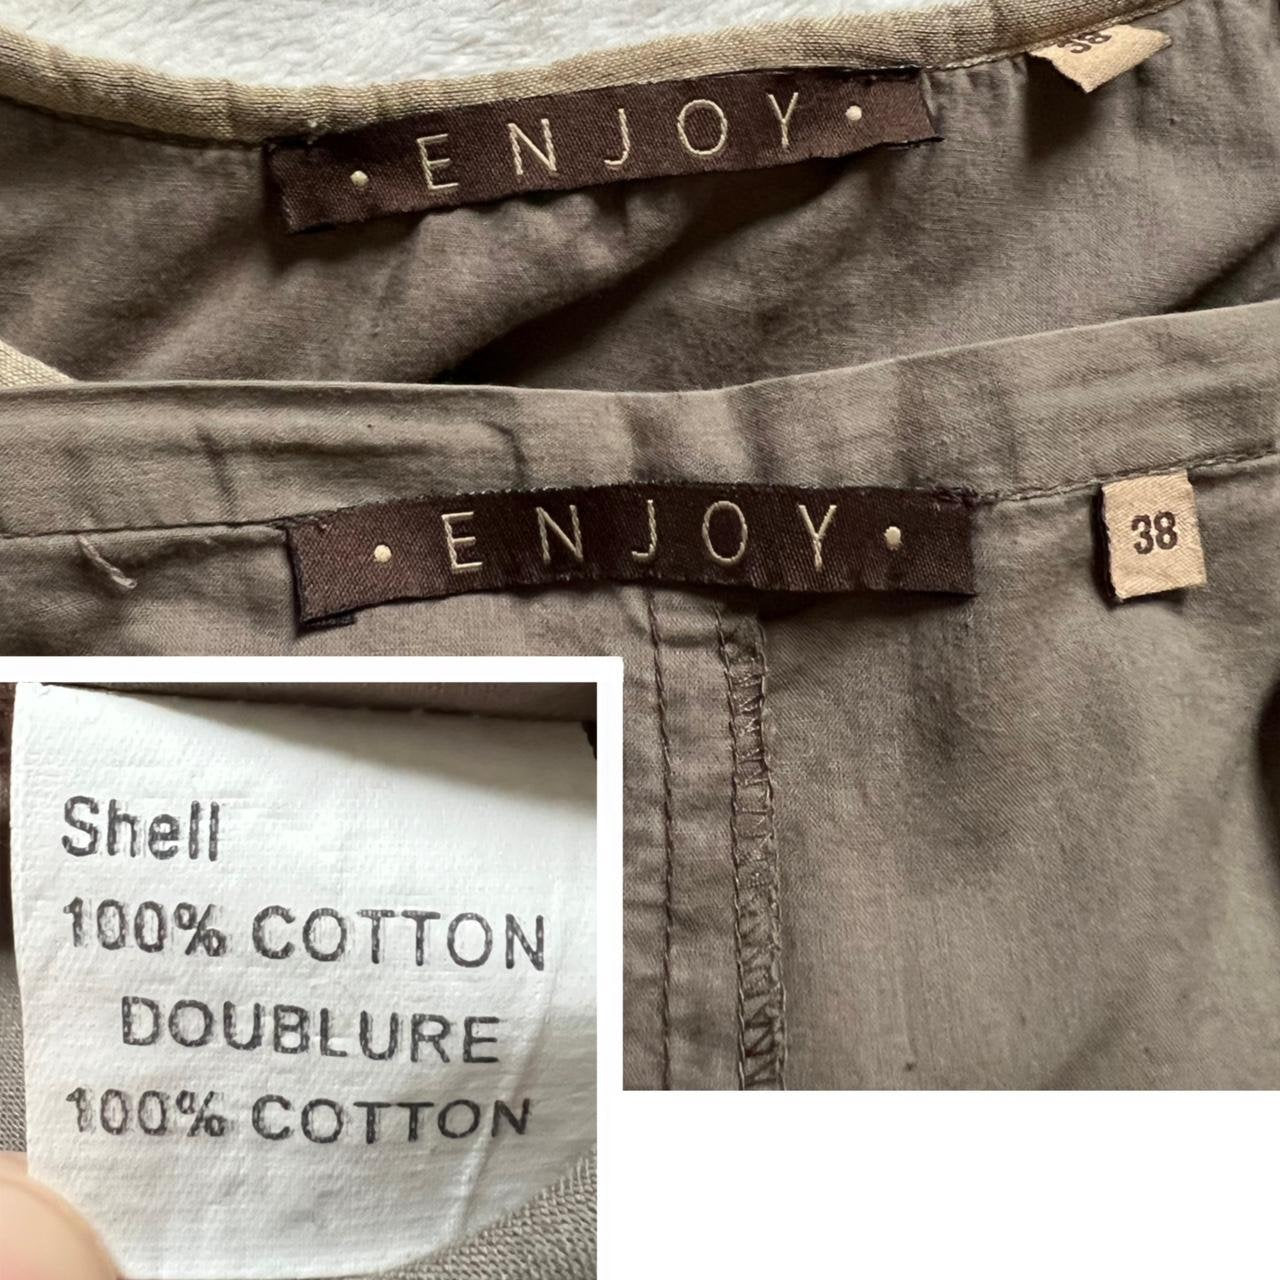 38
• ENJOY •
• ENJOY •
38
Shell
100% COTTON
DOUBLURE
100% COTTON